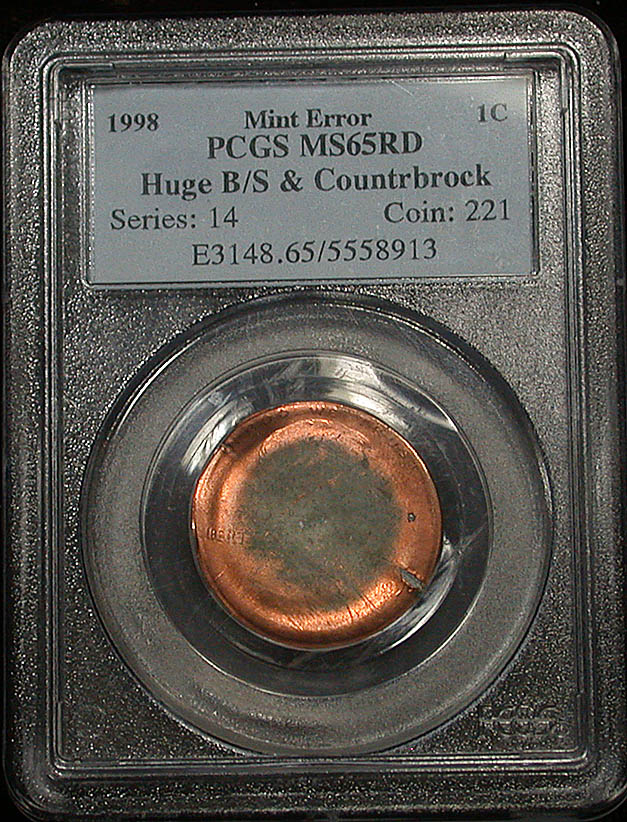 1998 Mint Error 1C
PCGS MS65RD
Huge B/S & Countrbrock
Series: 14 Coin: 221
E3148.65/5558913